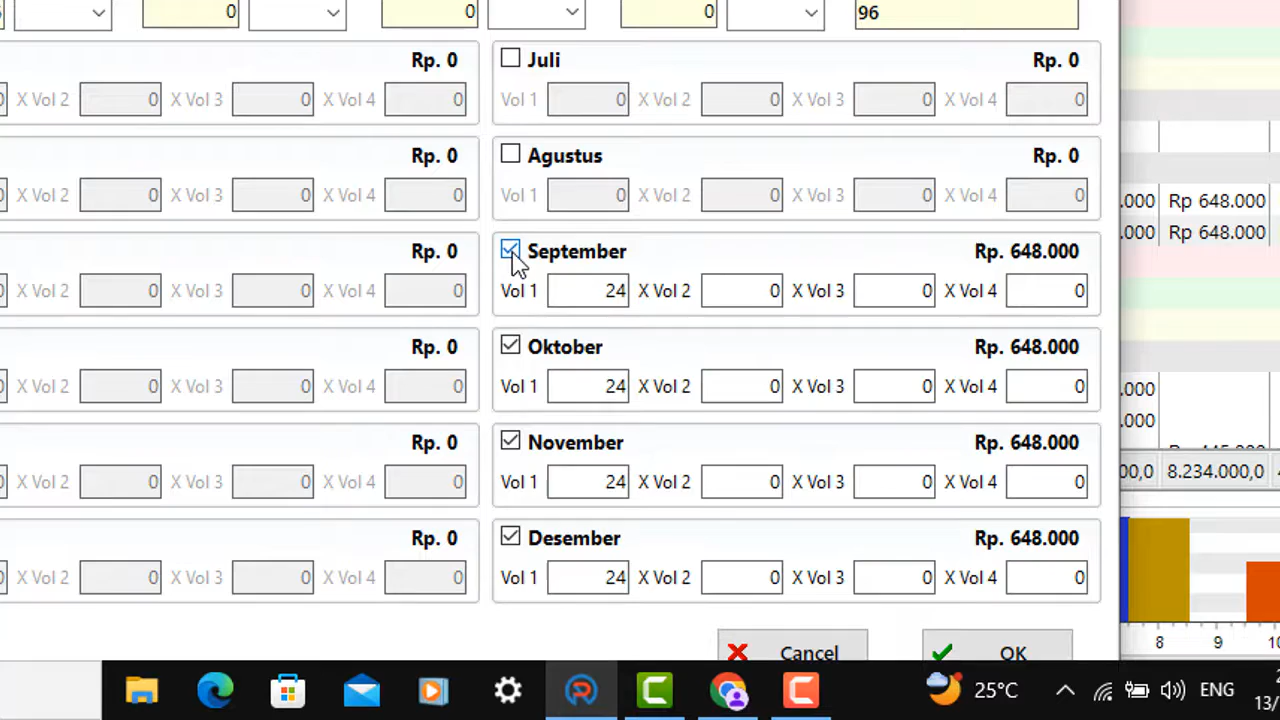 0 0 0 96
Rp. 0 Juli Rp. 0
X Vol 2 0 X Vol 3 0 X Vol 4 0 Vol 1 0 X Vol 2 0 X Vol 3 0 X Vol 4 0
Rp. 0 Agustus Rp. 0
X Vol 2 0 X Vol 3 0 X Vol 4 0 Vol 1 0 X Vol 2 0 X Vol 3 0 X Vol 4 0 .000 Rp 648.000
.000 Rp 648.000
Rp. 0 September Rp. 648.000
X Vol 2 0 X Vol 3 0 X Vol 4 0 Vol 1 24 X Vol 2 0 X Vol 3 0 X Vol 4 0
Rp. 0 Oktober Rp. 648.000
X Vol 2 0 X Vol 3 0 X Vol 4 0 Vol 1 24 X Vol 2 0 X Vol 3 0 X Vol 4 0 .000
.000
Rp. 0 November Rp. 648.000
X Vol 2 0 X Vol 3 0 X Vol 4 0 Vol 1 24 X Vol 2 0 X Vol 3 0 X Vol 4 0 00,0 8.234.000,0
Rp. 0 Desember Rp. 648.000
X Vol 2 0 X Vol 3 0 X Vol 4 0 Vol 1 24 X Vol 2 0 X Vol 3 0 X Vol 4 0
8 9 10
Cancel OK
25°C ENG
13/